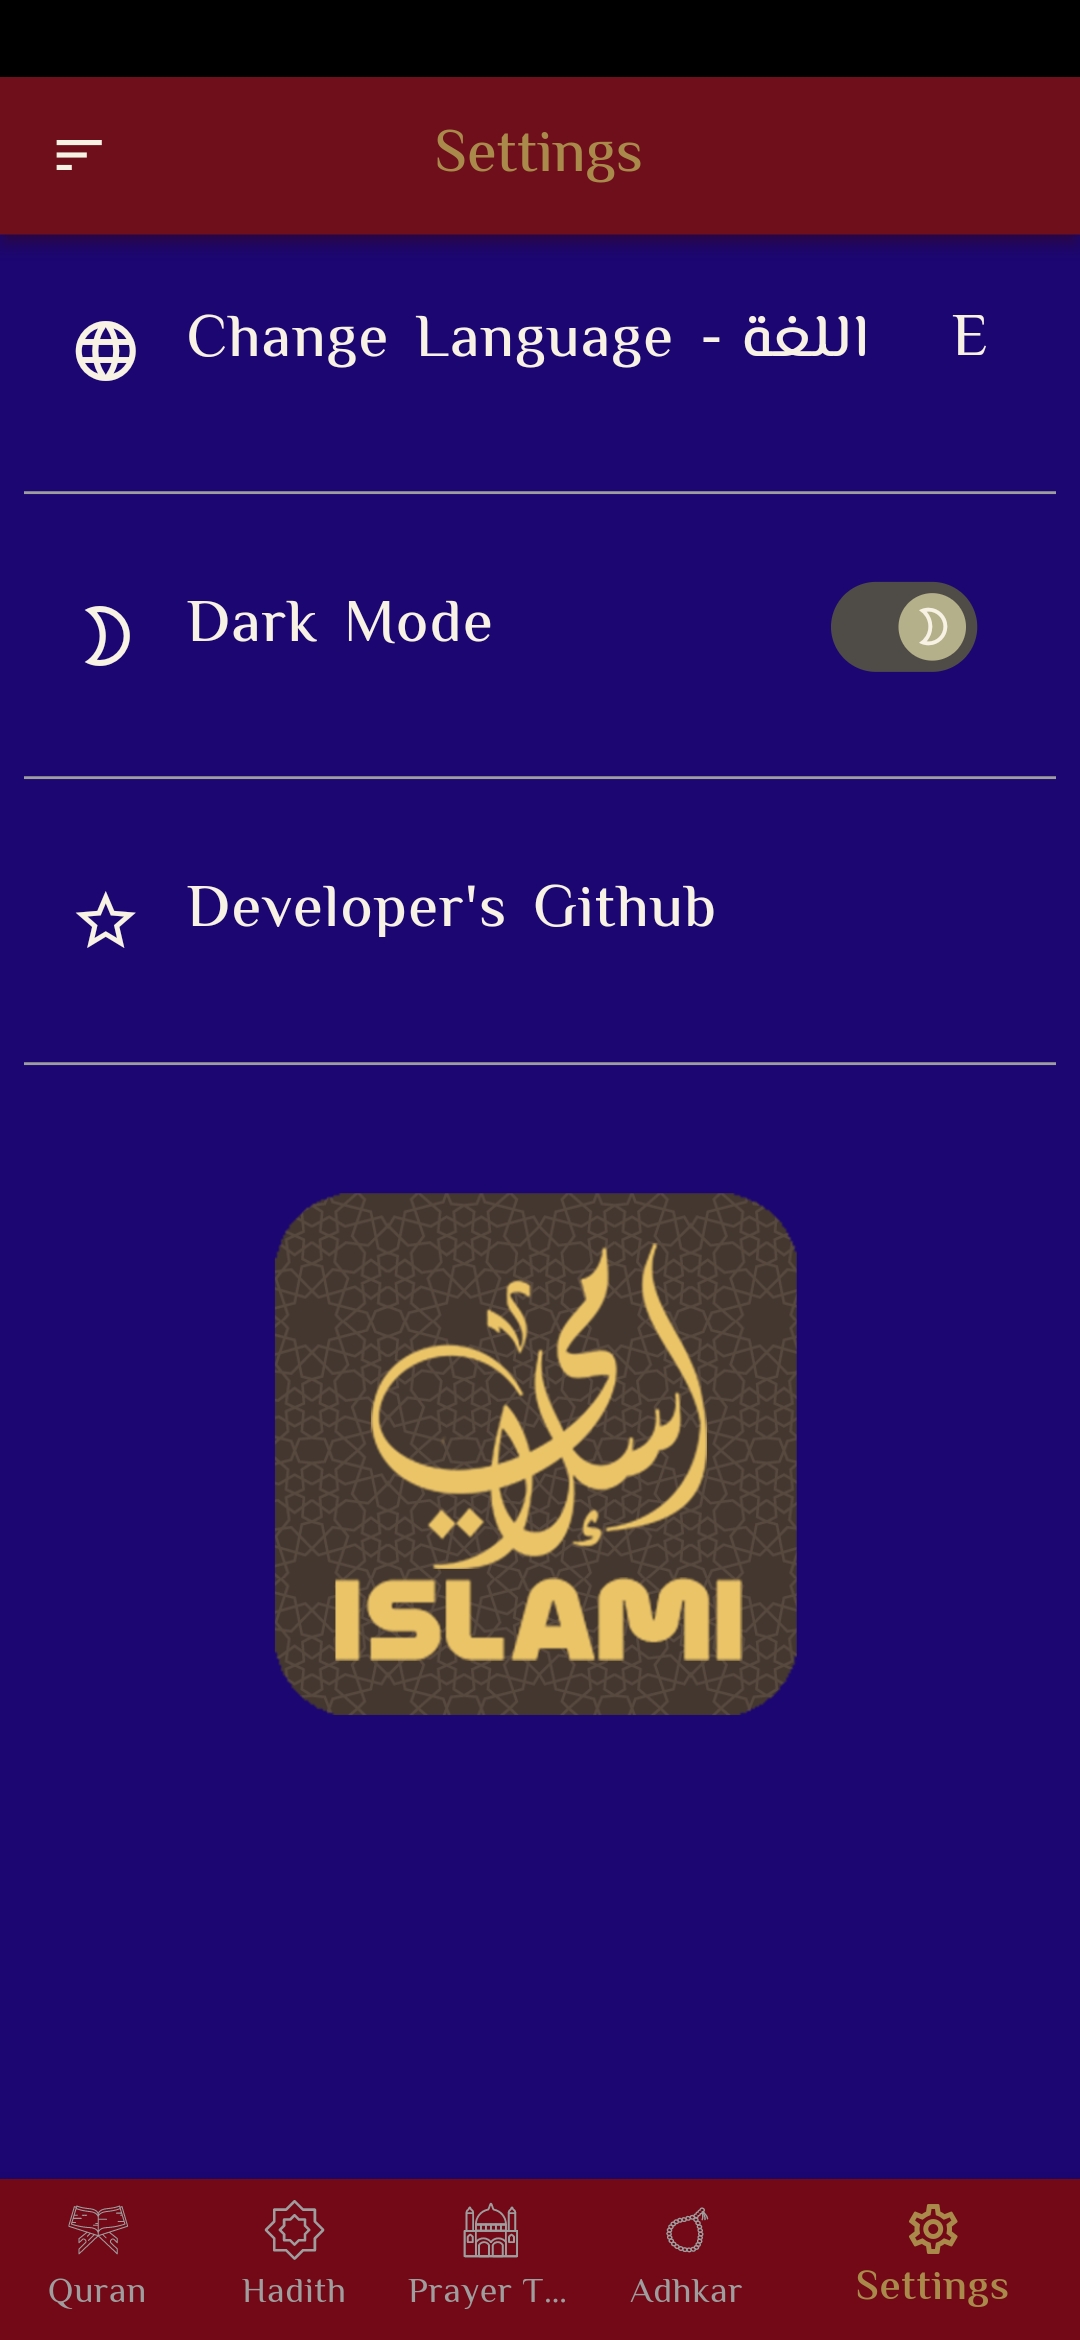 Settings
Change Language - اللغة E
Dark Mode
Developer's Github
إسلامي
ISLAMI
Quran Hadith Prayer T... Adhkar Settings